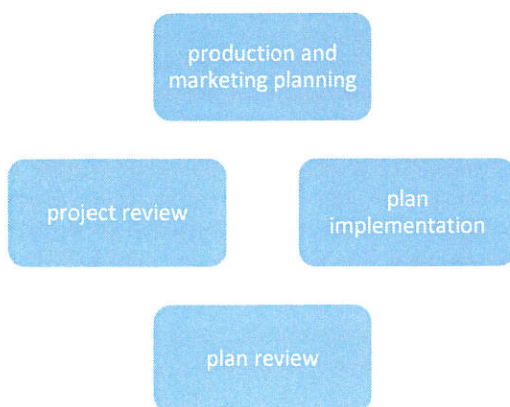 production and
marketing planning
project review
plan
implementation
plan review